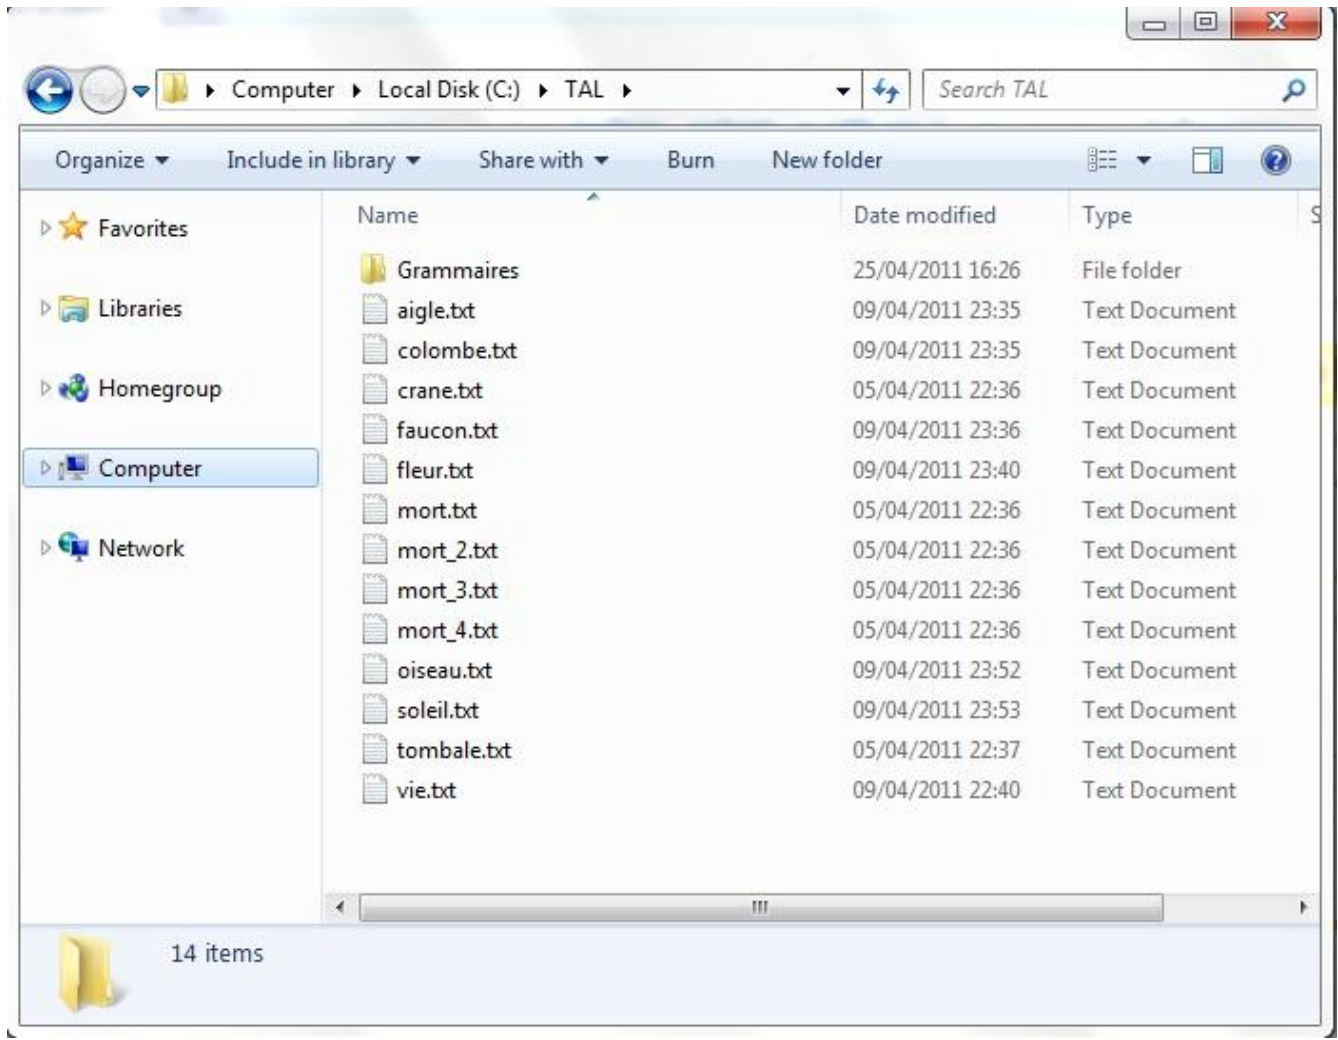 Computer Local Disk (C:) TAL Search TAL
Organize Include in library Share with Burn New folder
Name Date modified Type S
Favorites
Grammaires 25/04/2011 16:26 File folder
Libraries aigle.txt 09/04/2011 23:35 Text Document
colombe.txt 09/04/2011 23:35 Text Document
Homegroup crane.txt 05/04/2011 22:36 Text Document
faucon.txt 09/04/2011 23:36 Text Document
Computer fleur.txt 09/04/2011 23:40 Text Document
mort.txt 05/04/2011 22:36 Text Document
Network mort_2.txt 05/04/2011 22:36 Text Document
mort_3.txt 05/04/2011 22:36 Text Document
mort_4.txt 05/04/2011 22:36 Text Document
oiseau.txt 09/04/2011 23:52 Text Document
soleil.txt 09/04/2011 23:53 Text Document
tombale.txt 05/04/2011 22:37 Text Document
vie.txt 09/04/2011 22:40 Text Document
14 items